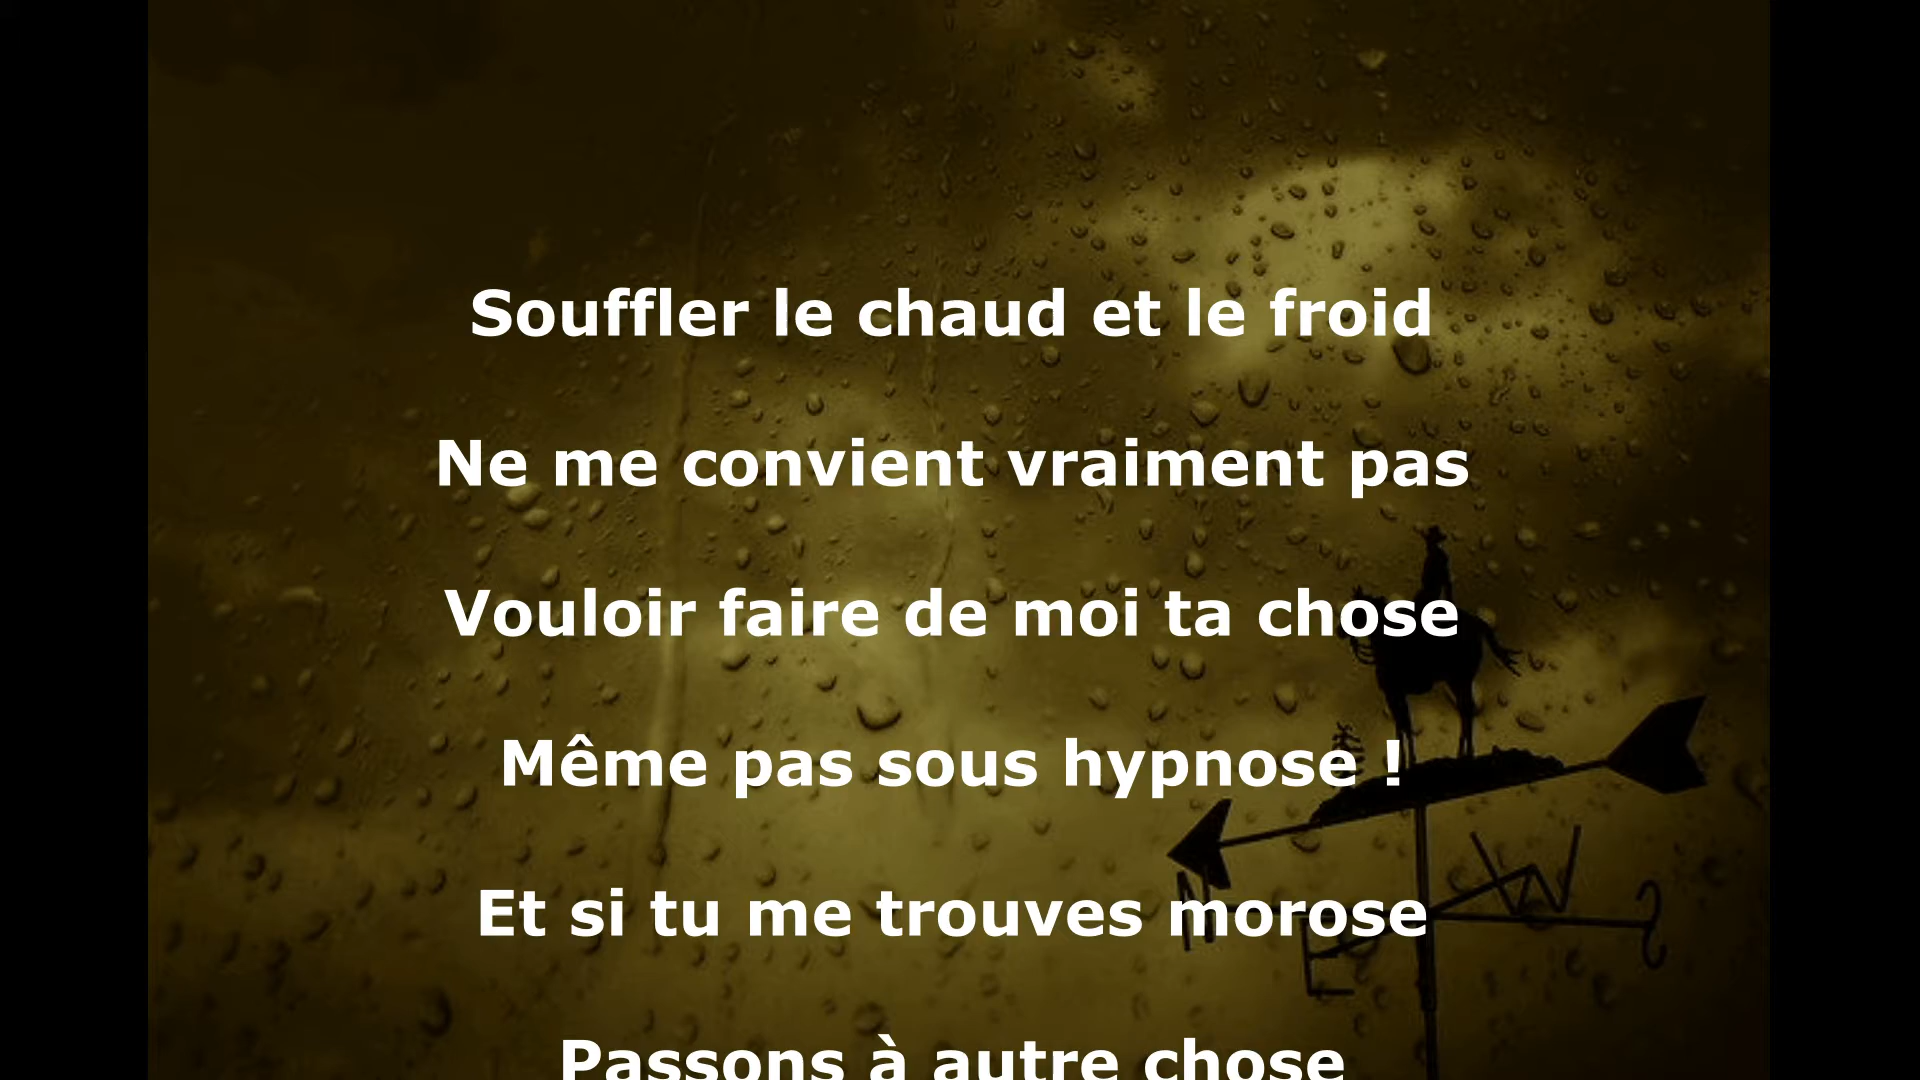 Souffler le chaud et le froid
Ne me convient vraiment pas
Vouloir faire de moi ta chose
Même pas sous hypnose !
Et si tu me trouves morose
Passons à autre chose
N
W
E
S